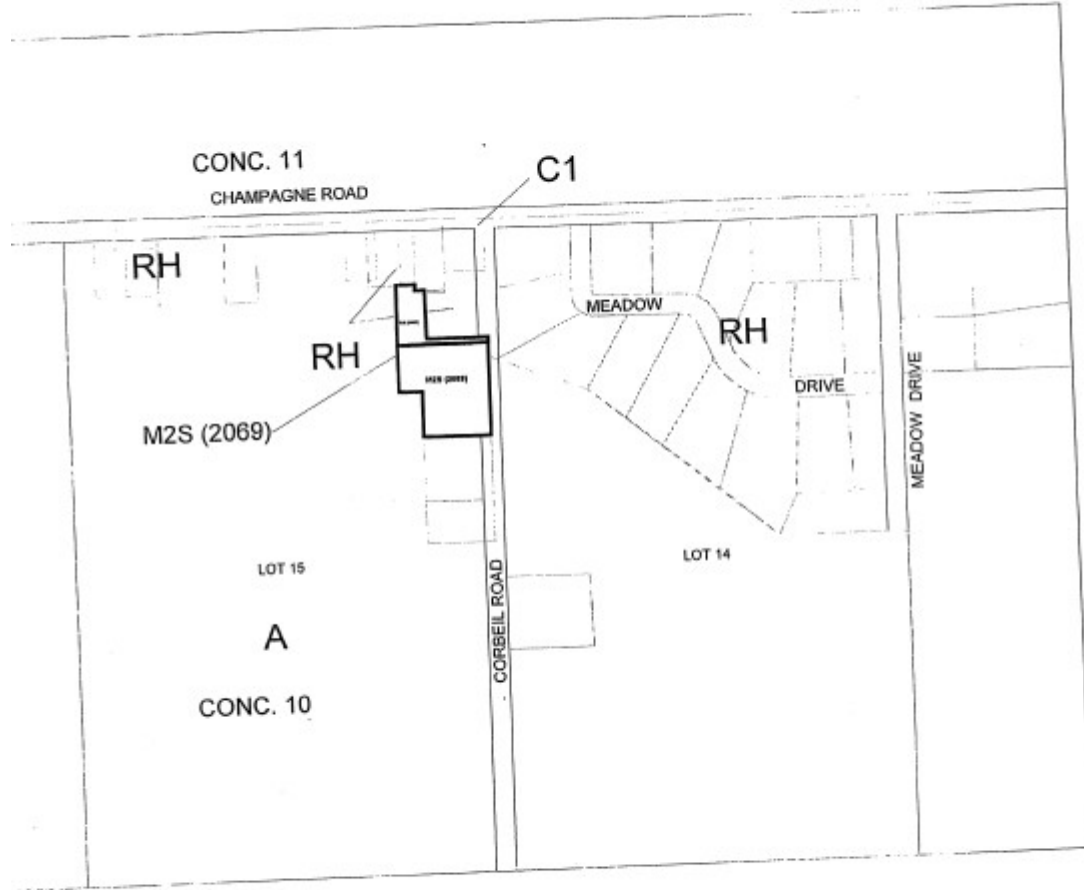 CONC. 11
C1
CHAMPAGNE ROAD
RH
MEADOW
RH
RH
DRIVE
M2S (2069)
MEADOW DRIVE
LOT 14
LOT 15
CORBEIL ROAD
A
CONC. 10